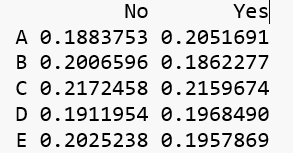 No Yes
A 0.1883753 0.2051691
B 0.2006596 0.1862277
C 0.2172458 0.2159674
D 0.1911954 0.1968490
E 0.2025238 0.1957869